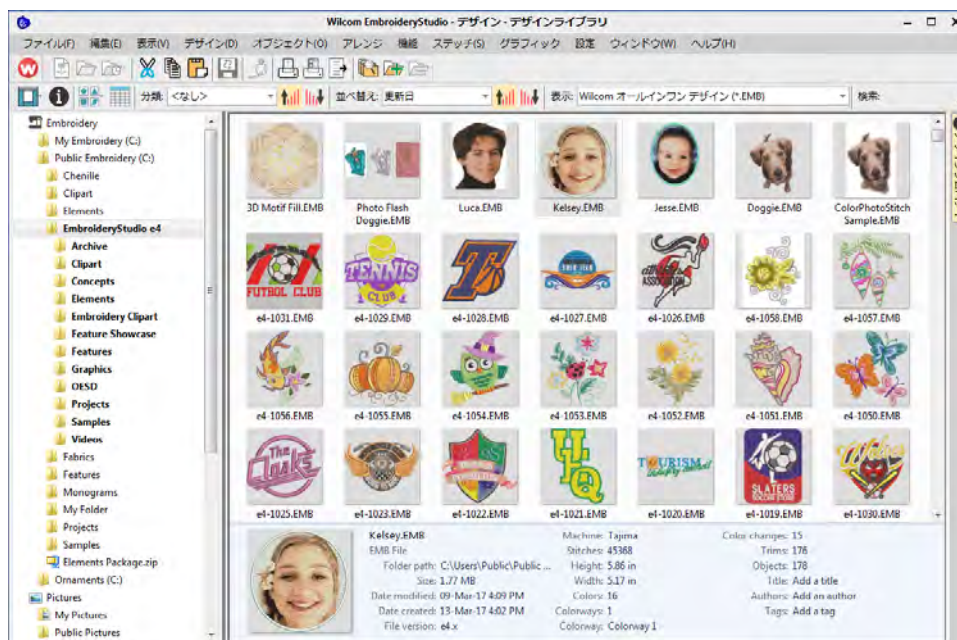 Wilcom EmbroideryStudio - デザイン - デザインライブラリ
ファイル(F) 編集(E) 表示(V) デザイン(D) オブジェクト(O) アレンジ 機能 ステッチ(S) グラフィック 設定 ウィンドウ(W) ヘルプ(H)
分類: <なし> 並べ替え: 更新日 表示: Wilcom オールインワン デザイン (*.EMB) 検索:
Embroidery
My Embroidery (C:)
Public Embroidery (C:)
Chenille
Clipart
Elements
EmbroideryStudio e4
Archive
Clipart
Concepts
Elements
Embroidery Clipart
Feature Showcase
Features
Graphics
OESD
Projects
Samples
Videos
Fabrics
Features
Monograms
My Folder
Projects
Samples
Elements Package.zip
Ornaments (C:)
Pictures
My Pictures
Public Pictures
3D Motif Fill.EMB
Photo Flash Doggie.EMB
Luca.EMB
Kelsey.EMB
Jesse.EMB
Doggie.EMB
ColorPhotoStitch Sample.EMB
FUTBOL CLUB
TENNIS
CLUB
T
ASSOCIATION
e4-1031.EMB e4-1029.EMB e4-1028.EMB e4-1027.EMB e4-1026.EMB e4-1058.EMB e4-1057.EMB
e4-1056.EMB e4-1055.EMB e4-1054.EMB e4-1053.EMB e4-1052.EMB e4-1051.EMB e4-1050.EMB
The
TOURISM
SLATERS
e4-1025.EMB e4-1023.EMB e4-1022.EMB e4-1021.EMB e4-1020.EMB e4-1019.EMB e4-1030.EMB
Kelsey.EMB
EMB File
Folder path: C:\Users\Public\Public ...
Size: 1.77 MB
Date modified: 09-Mar-17 4:09 PM
Date created: 13-Mar-17 4:02 PM
File version: e4.x
Machine: Tajima
Stitches: 45368
Height: 5.86 in
Width: 5.17 in
Colors: 16
Colorways: 1
Colorway: Colorway 1
Color changes: 15
Trims: 176
Objects: 178
Title: Add a title
Authors: Add an author
Tags: Add a tag